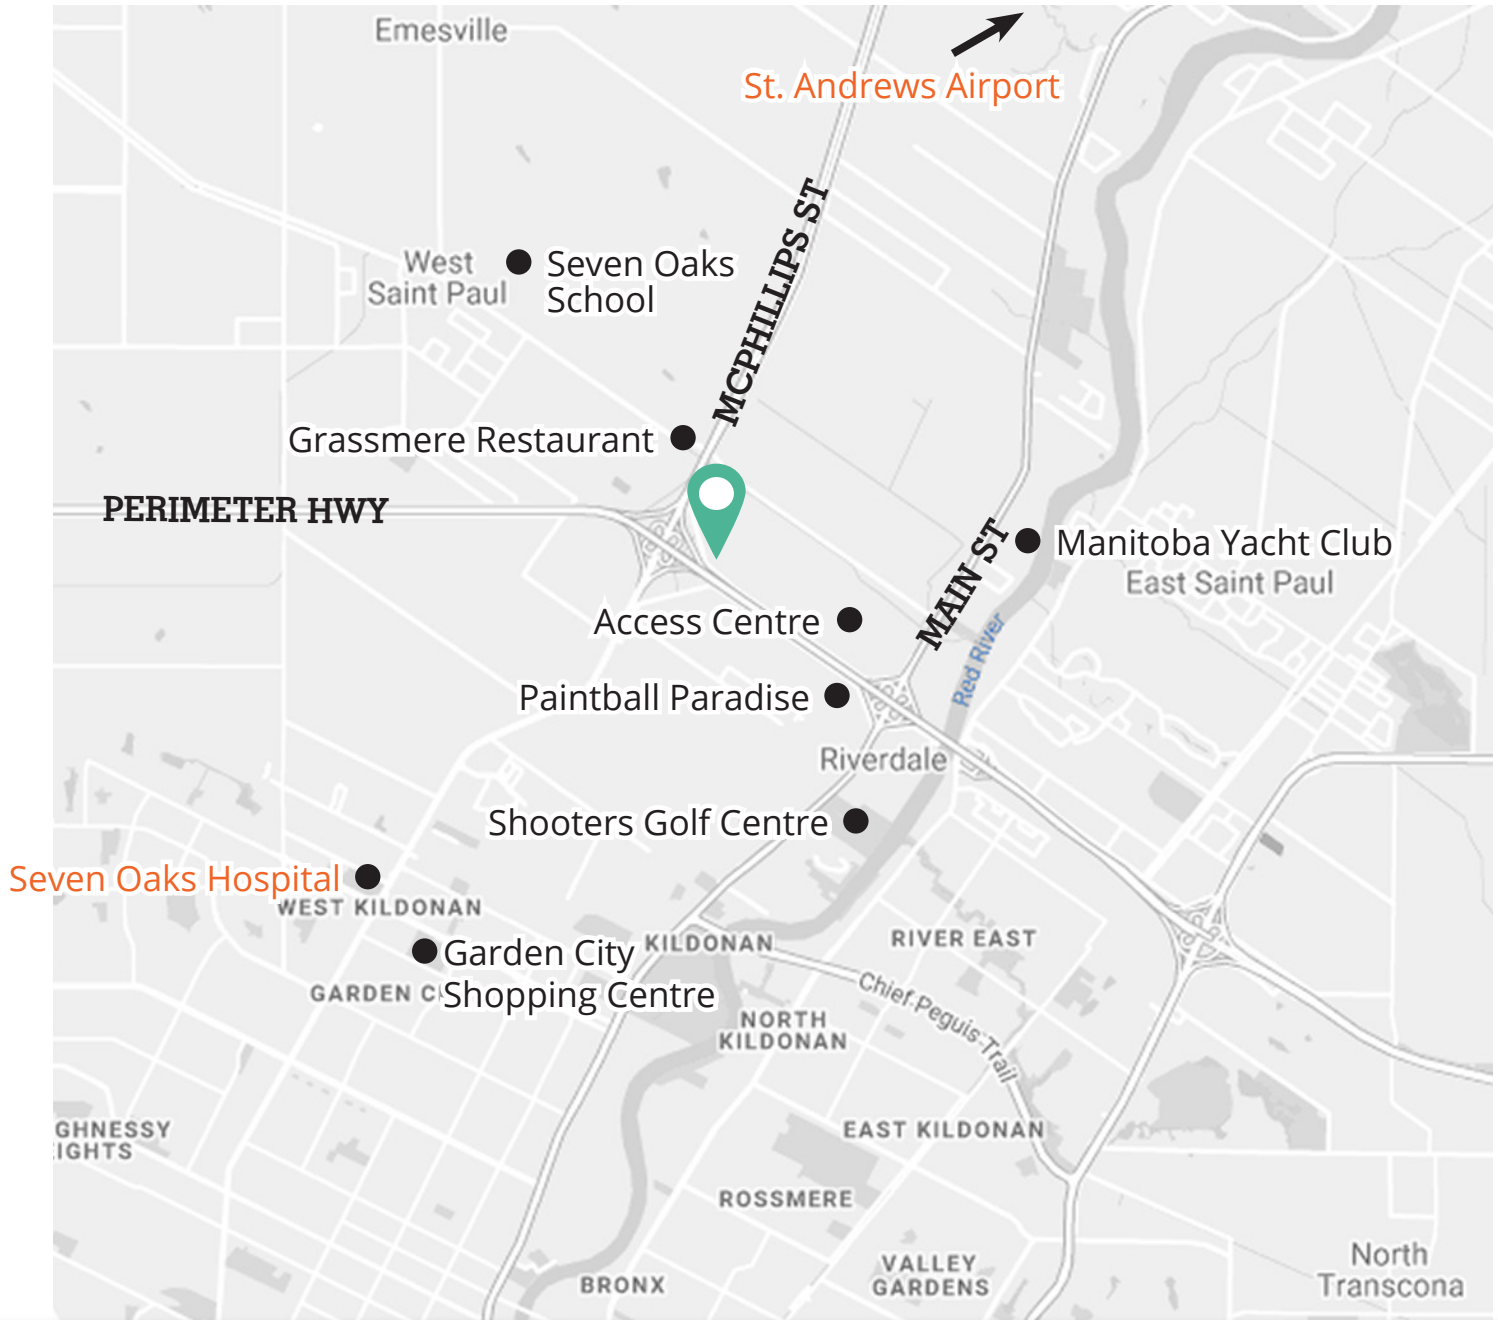 Emesville
St. Andrews Airport
MCPHILLIPS ST
West
Saint Paul
Seven Oaks
School
Grassmere Restaurant
PERIMETER HWY
MAIN ST
Manitoba Yacht Club
East Saint Paul
Access Centre
Red River
Paintball Paradise
Riverdale
Shooters Golf Centre
Seven Oaks Hospital
WEST KILDONAN
Garden City
KILDONAN
RIVER EAST
GARDEN C
Shopping Centre
Chief Peguis Trail
NORTH
KILDONAN
GHNESSY
IGHTS
EAST KILDONAN
ROSSMERE
VALLEY
GARDENS
BRONX
North
Transcona